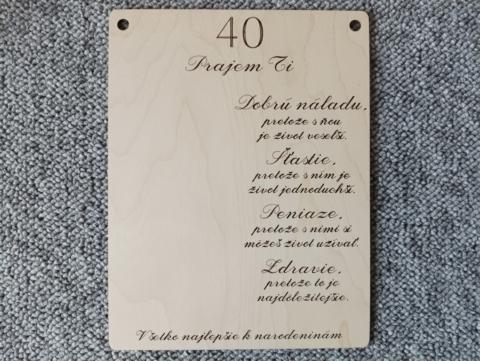 40
Prajem Ti
Dobrú náladu,
pretože s ňou
je život veselší.
Šťastie,
pretože s ním je
život jednoduchší.
Peniaze,
pretože s nimi si
môžeš život užívať.
Zdravie,
pretože to je
najdôležitejšie.
Všetko najlepšie k narodeninám